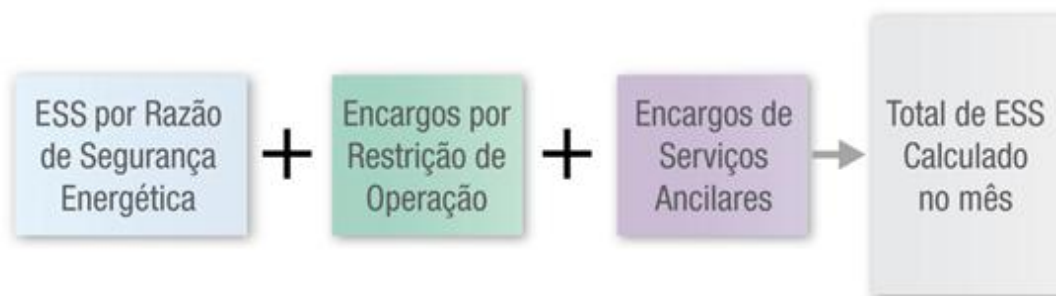 ESS por Razão
de Segurança
Energética
+
Encargos por
Restrição de
Operação
+
Encargos de
Serviços
Ancilares
Total de ESS
Calculado
no mês